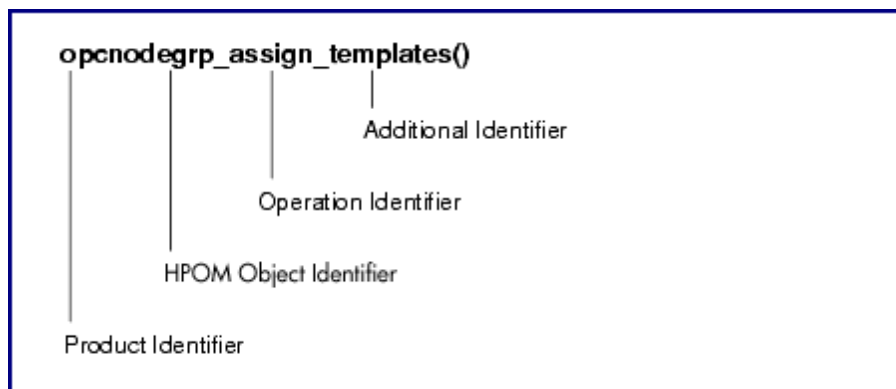 opcnodegrp_assign_templates()
Additional Identifier
Operation Identifier
HPOM Object Identifier
Product Identifier